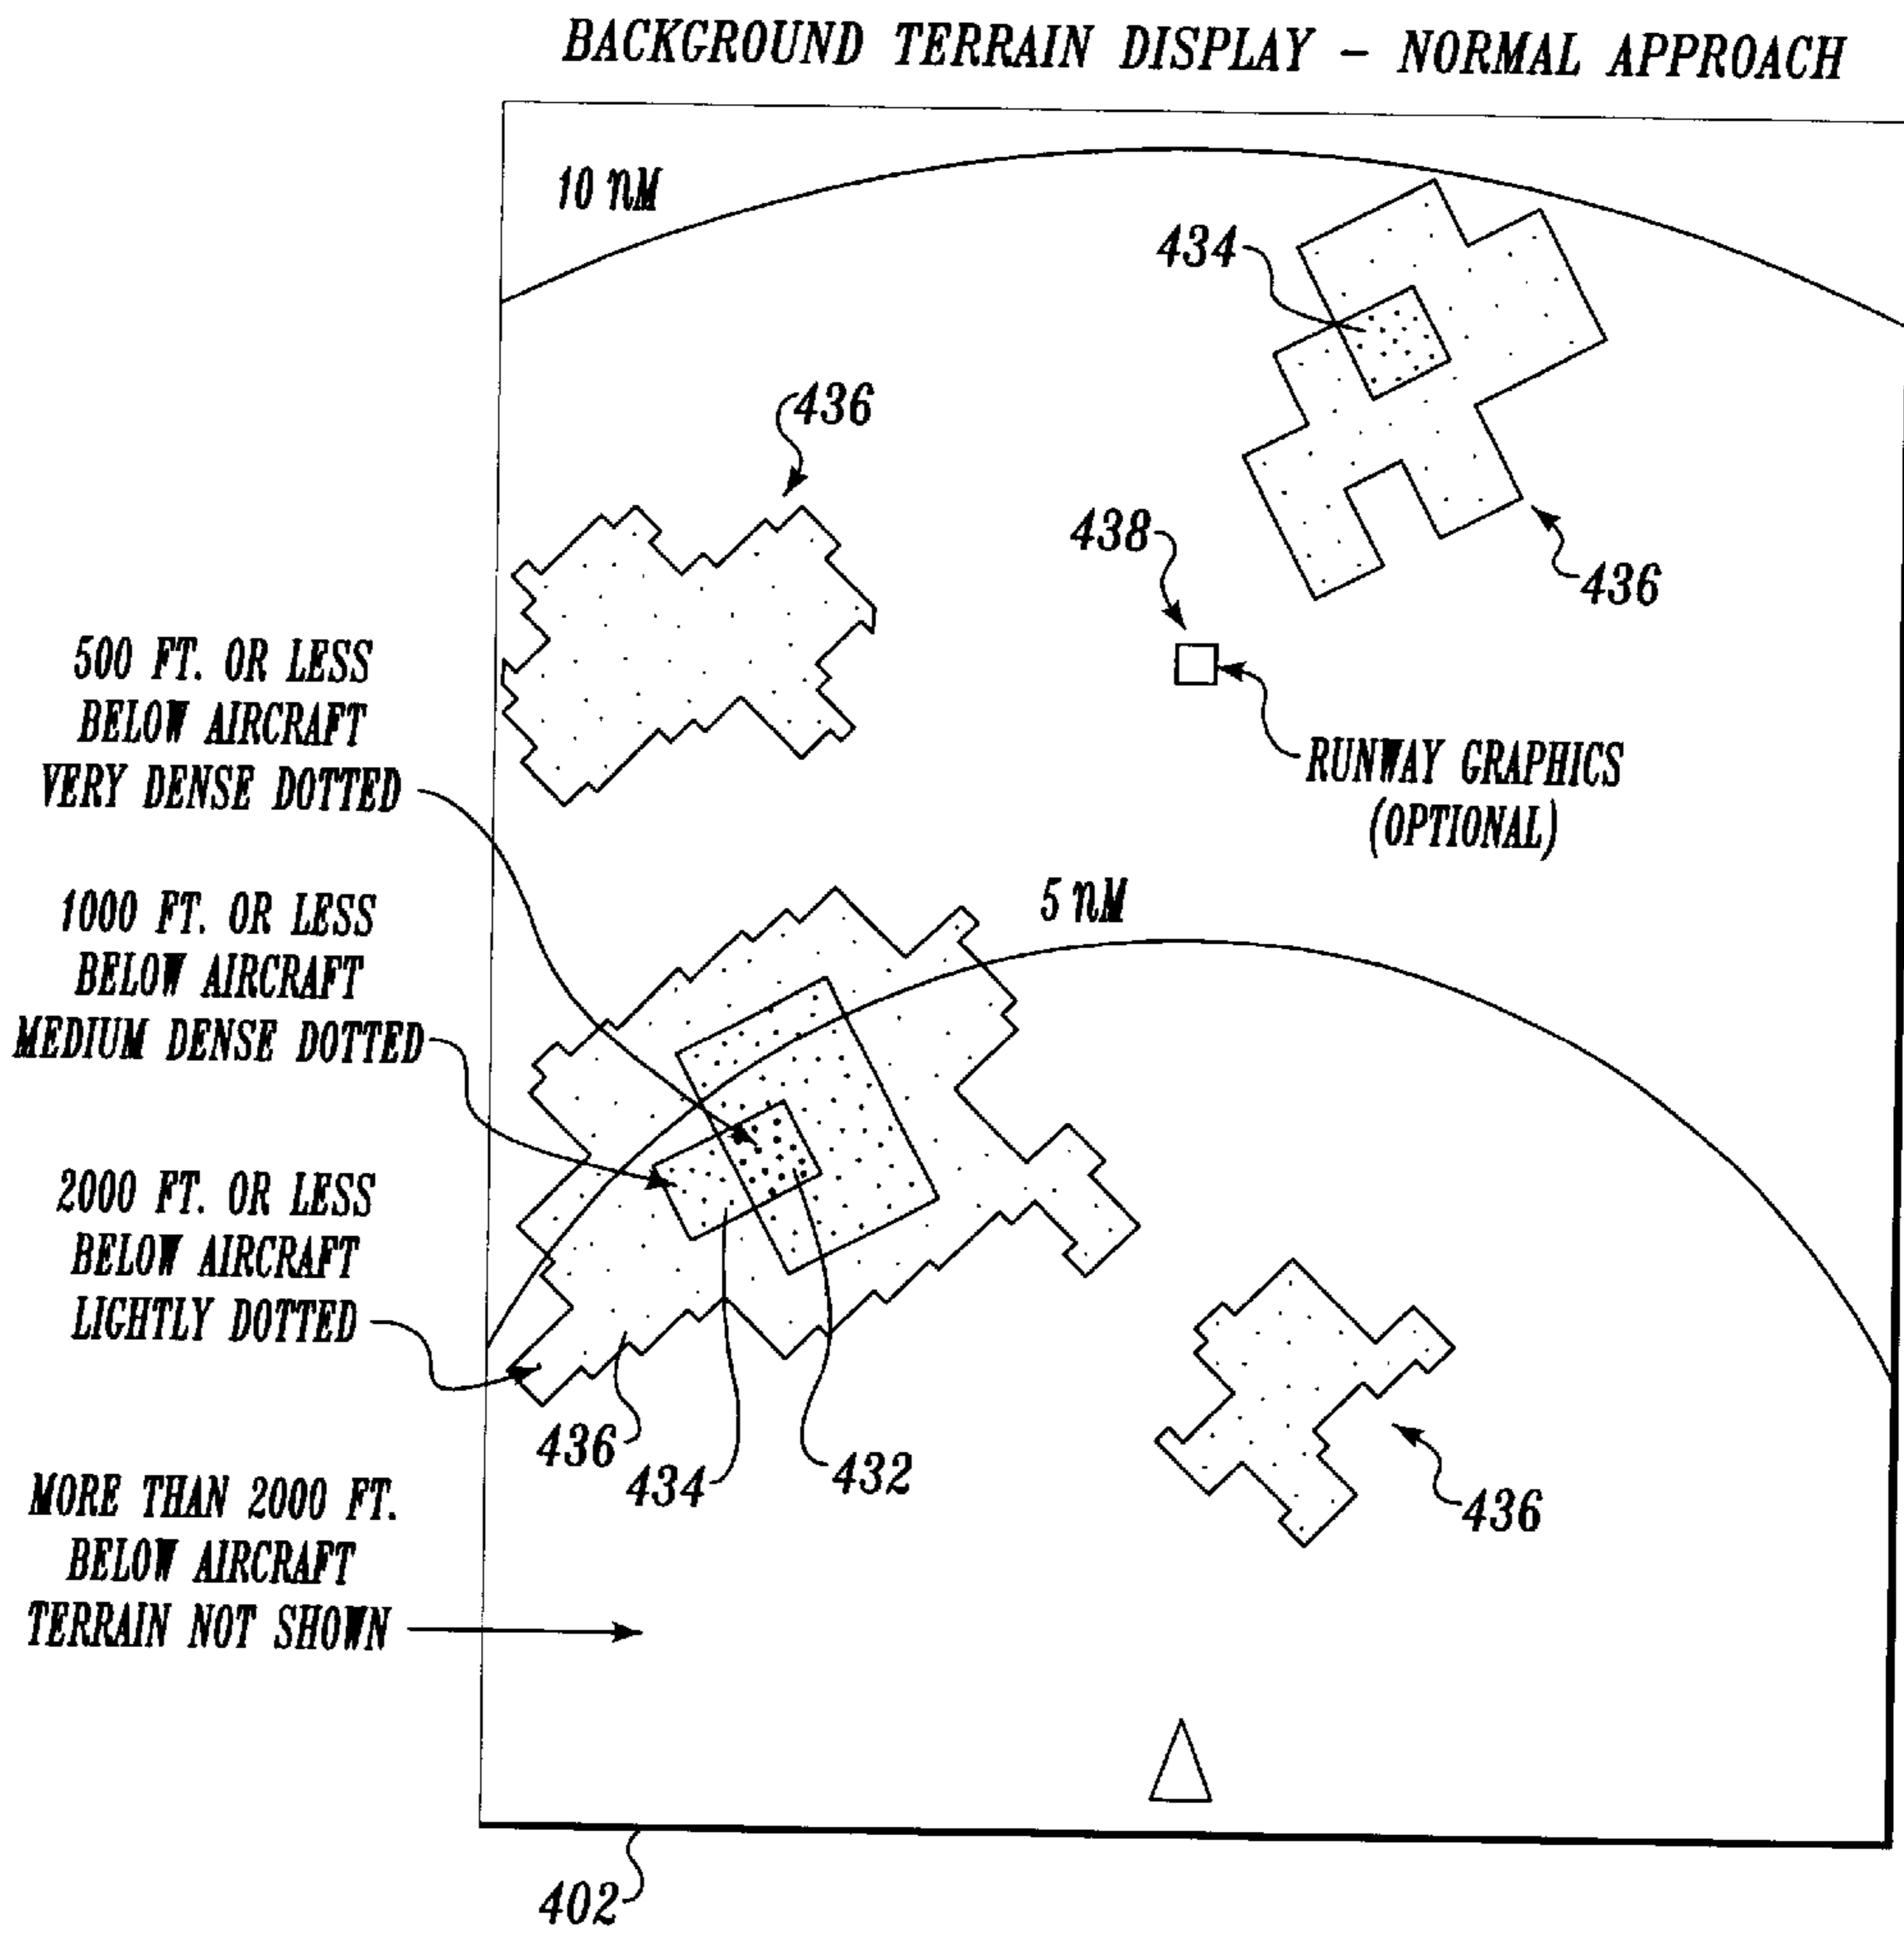 BACKGROUND TERRAIN DISPLAY – NORMAL APPROACH
10 nM
434
436
438
436
500 FT. OR LESS
BELOW AIRCRAFT
VERY DENSE DOTTED
RUNWAY GRAPHICS
(OPTIONAL)
5 nM
1000 FT. OR LESS
BELOW AIRCRAFT
MEDIUM DENSE DOTTED
2000 FT. OR LESS
BELOW AIRCRAFT
LIGHTLY DOTTED
436
434
432
436
MORE THAN 2000 FT.
BELOW AIRCRAFT
TERRAIN NOT SHOWN
402